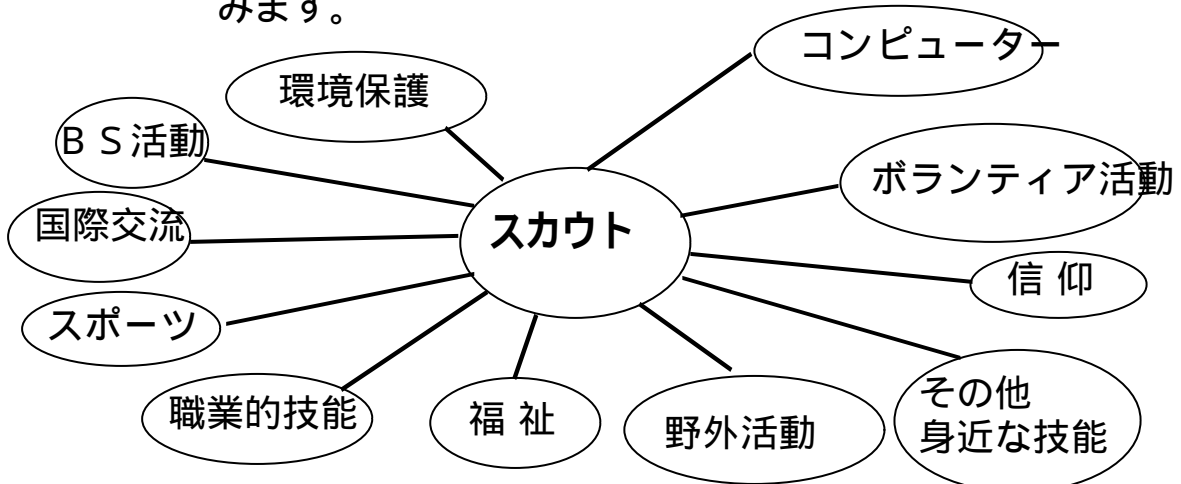 みます。
コンピューター
環境保護
ＢＳ活動
ボランティア活動
国際交流
スカウト
信 仰
スポーツ
職業的技能
福 祉
野外活動
その他
身近な技能